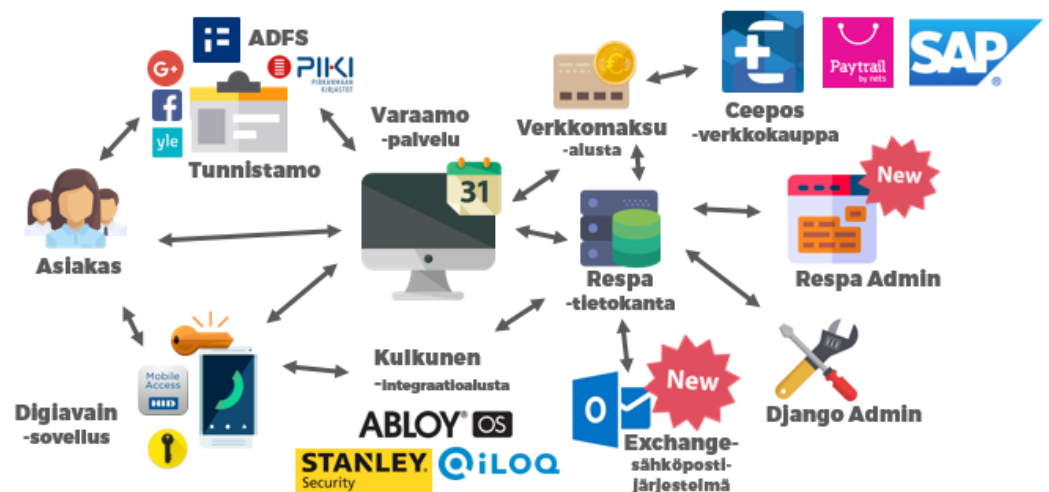 ADFS
G+
f
PIKI
PIRKANMAAN
KIRJASTOT
yle
Tunnistamo
Asiakas
Varaamo
-palvelu
31
Verkkomaksu
-alusta
Ceepos
-verkkokauppa
Paytrail
by nets
SAP
®
New
Respa Admin
Respa
-tietokanta
Django Admin
Mobile
Access
HID
Digiavain
-sovellus
Kulkunen
-integraatioalusta
ABLOY® OS
STANLEY.
Security
iLOQ
O
New
Exchange-
sähköposti-
järjestelmä